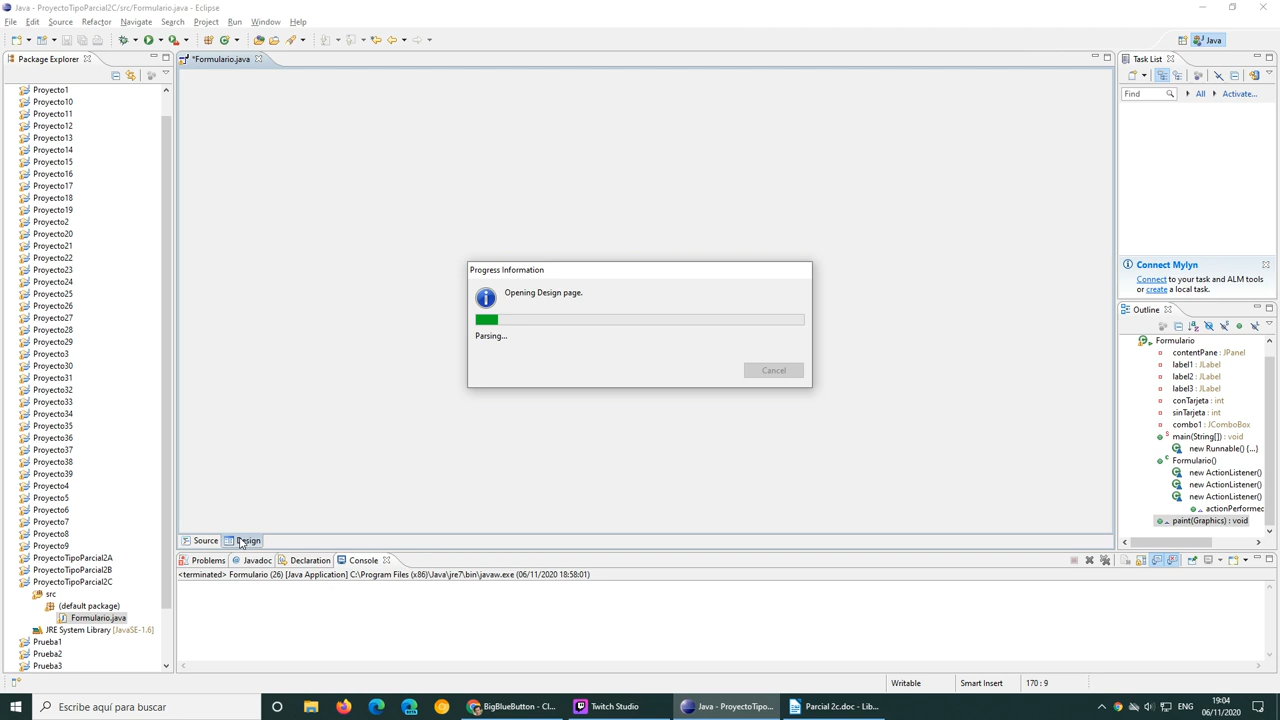 Java - ProyectoTipoParcial2C/src/Formulario.java - Eclipse
File Edit Source Refactor Navigate Search Project Run Window Help
Java
Package Explorer
Proyecto1
Proyecto10
Proyecto11
Proyecto12
Proyecto13
Proyecto14
Proyecto15
Proyecto16
Proyecto17
Proyecto18
Proyecto19
Proyecto2
Proyecto20
Proyecto21
Proyecto22
Proyecto23
Proyecto24
Proyecto25
Proyecto26
Proyecto27
Proyecto28
Proyecto29
Proyecto3
Proyecto30
Proyecto31
Proyecto32
Proyecto33
Proyecto34
Proyecto35
Proyecto36
Proyecto37
Proyecto38
Proyecto39
Proyecto4
Proyecto5
Proyecto6
Proyecto7
Proyecto8
Proyecto9
ProyectoTipoParcial2A
ProyectoTipoParcial2B
ProyectoTipoParcial2C
src
(default package)
Formulario.java
JRE System Library [JavaSE-1.6]
Prueba1
Prueba2
Prueba3
*Formulario.java
Progress Information
Opening Design page.
Parsing...
Cancel
Source Design
Problems Javadoc Declaration Console
<terminated> Formulario (26) [Java Application] C:\Program Files (x86)\Java\jre7\bin\javaw.exe (06/11/2020 18:58:01)
Task List
Find All Activate...
Connect Mylyn
Connect to your task and ALM tools
or create a local task.
Outline
Formulario
contentPane : JPanel
label1 : JLabel
label2 : JLabel
label3 : JLabel
conTarjeta : int
sinTarjeta : int
combo1 : JComboBox
main(String[]) : void
new Runnable() {...}
Formulario()
new ActionListener()
new ActionListener()
new ActionListener()
actionPerformed
paint(Graphics) : void
Writable Smart Insert 170 : 9
Escribe aquí para buscar
BigBlueButton - Cl...
Twitch Studio
Java - ProyectoTipo...
Parcial 2c.doc - Lib...
19:04
06/11/2020